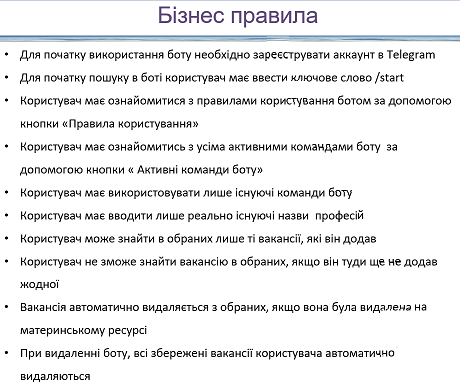 Бізнес правила
• Для початку використання боту необхідно зареєструвати аккаунт в Telegram
• Для початку пошуку в боті користувач має ввести ключове слово /start
• Користувач має ознайомитися з правилами користування ботом за допомогою
кнопки «Правила користування»
• Користувач має ознайомитись з усіма активними командами боту за
допомогою кнопки « Активні команди боту»
• Користувач має використовувати лише існуючі команди боту
• Користувач має вводити лише реально існуючі назви професій
• Користувач може знайти в обраних лише ті вакансії, які він додав
• Користувач не зможе знайти вакансію в обраних, якщо він туди ще не додав
жодної
• Вакансія автоматично видаляється з обраних, якщо вона була видалена на
материнському ресурсі
• При видаленні боту, всі збережені вакансії користувача автоматично
видаляються